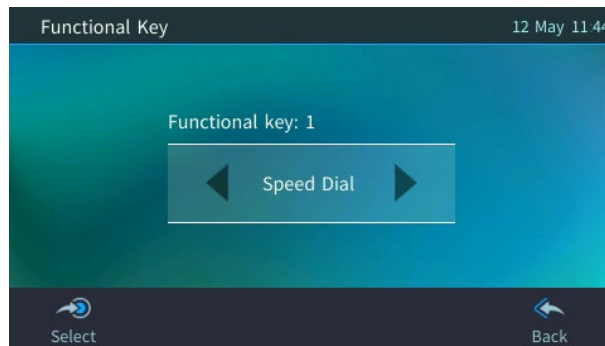 Functional Key 12 May 11:44
Functional key: 1
Speed Dial
Select Back